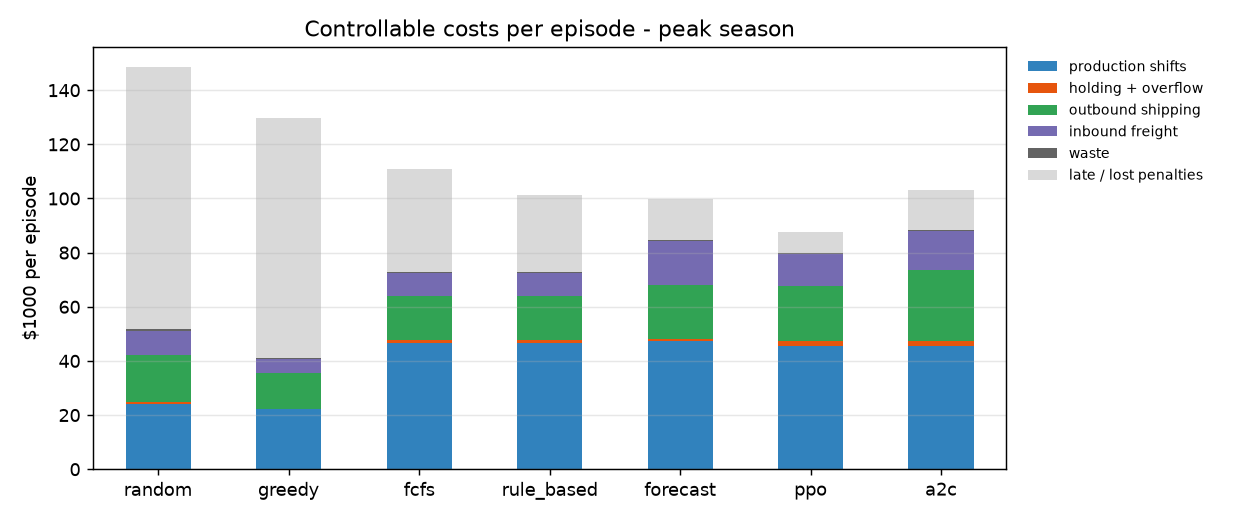 Controllable costs per episode - peak season
$1000 per episode
140
120
100
80
60
40
20
0
random greedy fcfs rule_based forecast ppo a2c
production shifts
holding + overflow
outbound shipping
inbound freight
waste
late / lost penalties